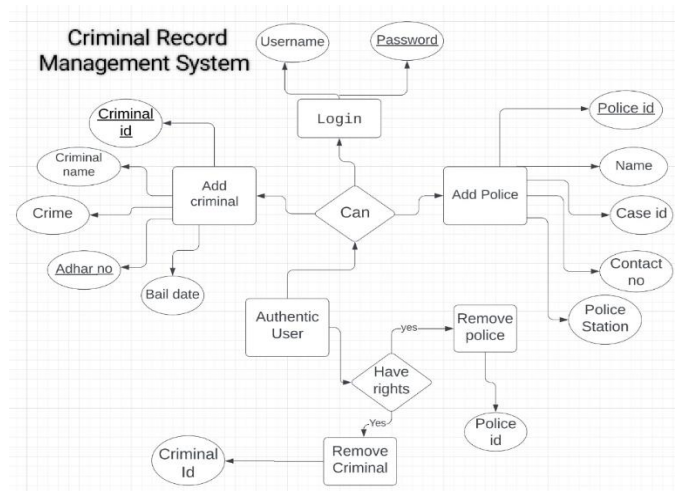 Criminal Record
Management System
Username
Password
Login
Criminal
id
Criminal
name
Crime
Adhar no
Bail date
Add
criminal
Can
Add Police
Police id
Name
Case id
Contact
no
Police
Station
Authentic
User
Have
rights
yes
Remove
police
Police
id
Yes
Remove
Criminal
Criminal
Id